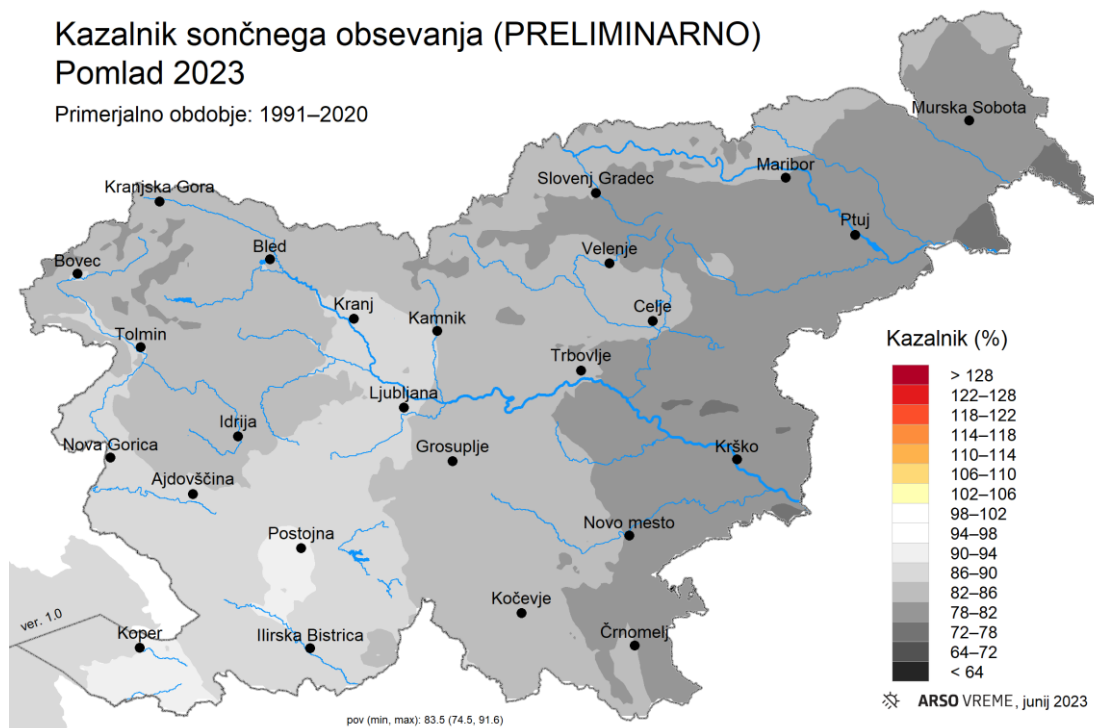 Kazalnik sončnega obsevanja (PRELIMINARNO)
Pomlad 2023
Primerjalno obdobje: 1991–2020
Murska Sobota
Maribor
Slovenj Gradec
Kranjska Gora
Ptuj
Bled
Velenje
Bovec
Kranj
Kamnik
Celje
Tolmin
Trbovlje
Ljubljana
Idrija
Nova Gorica
Grosuplje
Krško
Ajdovščina
Novo mesto
Postojna
Kočevje
ver. 1.0
Koper
Ilirska Bistrica
Črnomelj
Kazalnik (%)
> 128
122–128
118–122
114–118
110–114
106–110
102–106
98–102
94–98
90–94
86–90
82–86
78–82
72–78
64–72
< 64
ARSO VREME, junij 2023
pov (min, max): 83.5 (74.5, 91.6)